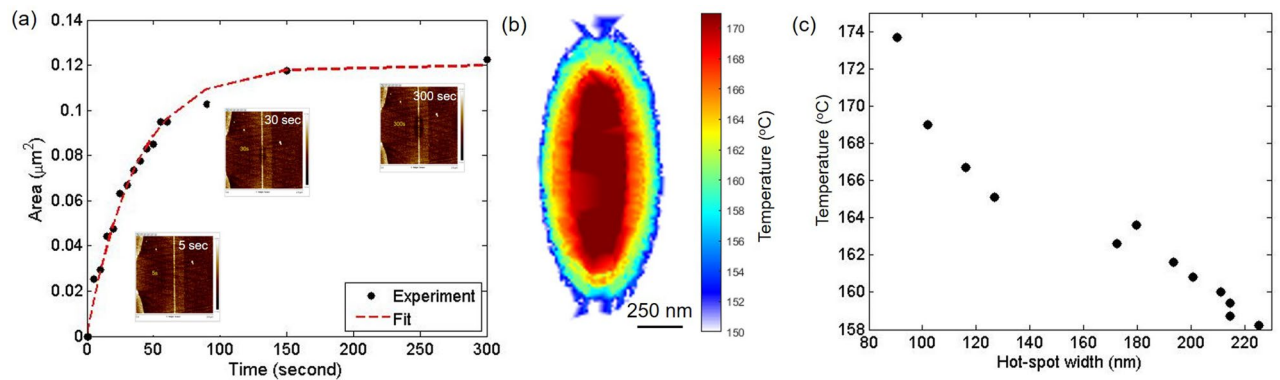 (a)
0.14
0.12
0.1
0.08
0.06
0.04
0.02
0
Area (μm²)
0 50 100 150 200 250 300
Time (second)
5 sec
5s
30 sec
30s
300 sec
300s
Experiment
Fit
(b)
250 nm
170
168
166
164
162
160
158
156
154
152
150
Temperature (°C)
(c)
174
172
170
168
166
164
162
160
158
Temperature (°C)
80 100 120 140 160 180 200 220
Hot-spot width (nm)